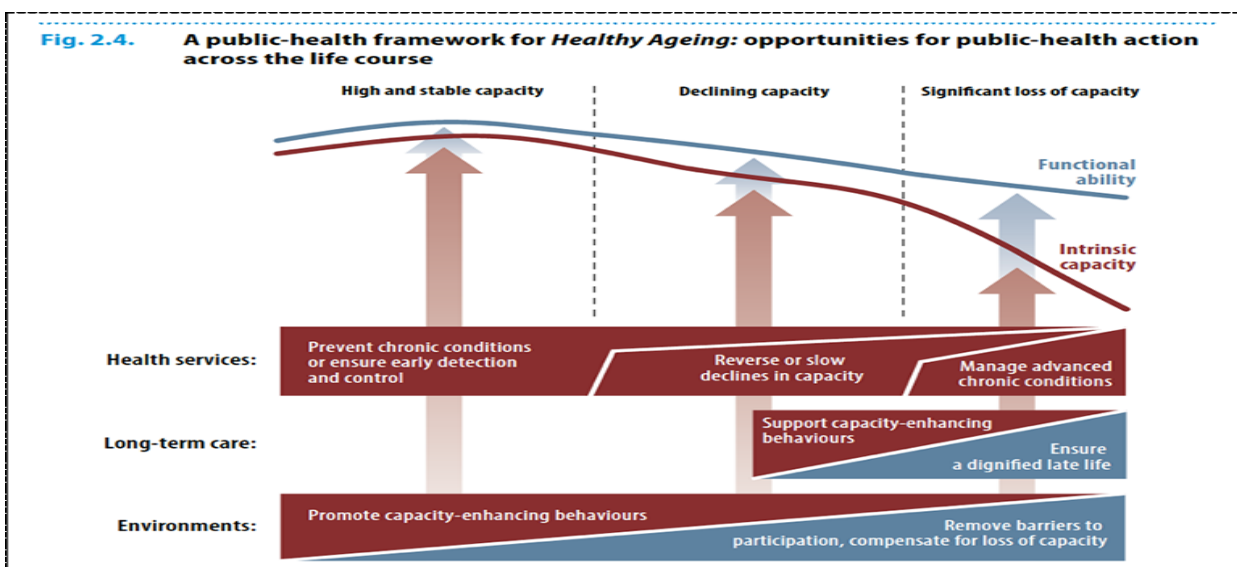 Fig. 2.4. A public-health framework for Healthy Ageing: opportunities for public-health action
across the life course
High and stable capacity
Declining capacity
Significant loss of capacity
Functional
ability
Intrinsic
capacity
Health services:
Prevent chronic conditions
or ensure early detection
and control
Reverse or slow
declines in capacity
Manage advanced
chronic conditions
Long-term care:
Support capacity-enhancing
behaviours
Ensure
a dignified late life
Environments:
Promote capacity-enhancing behaviours
Remove barriers to
participation, compensate for loss of capacity